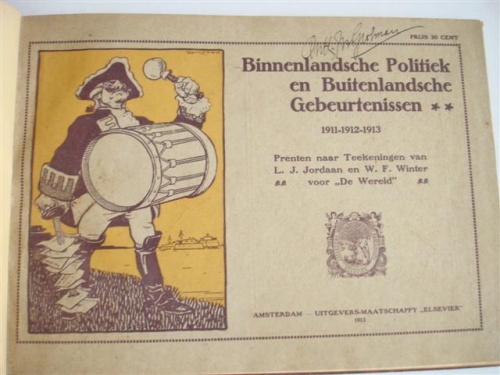 PRIJS 30 CENT
Binnenlandsche Politiek
en Buitenlandsche
Gebeurtenissen **
1911-1912-1913
Prenten naar Teekeningen van
L. J. Jordaan en W. F. Winter
** voor „De Wereld” **
AMSTERDAM — UITGEVERS-MAATSCHAPPY „ELSEVIER”
1913